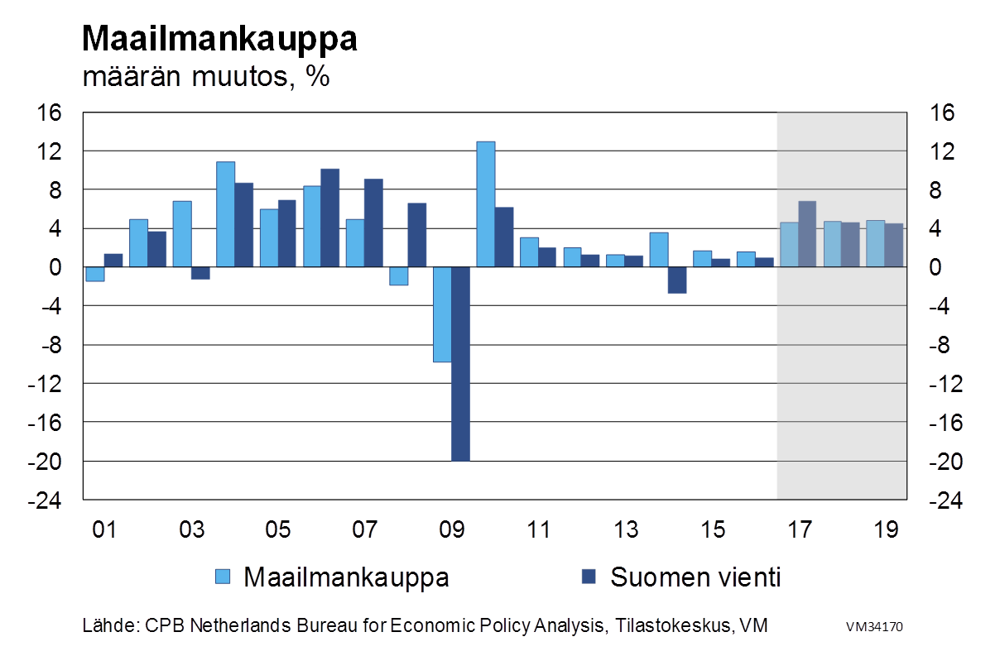 Maailmankauppa
määrän muutos, %
16 16
12 12
8 8
4 4
0 0
-4 -4
-8 -8
-12 -12
-16 -16
-20 -20
-24 -24
01 03 05 07 09 11 13 15 17 19
Maailmankauppa Suomen vienti
Lähde: CPB Netherlands Bureau for Economic Policy Analysis, Tilastokeskus, VM VM34170